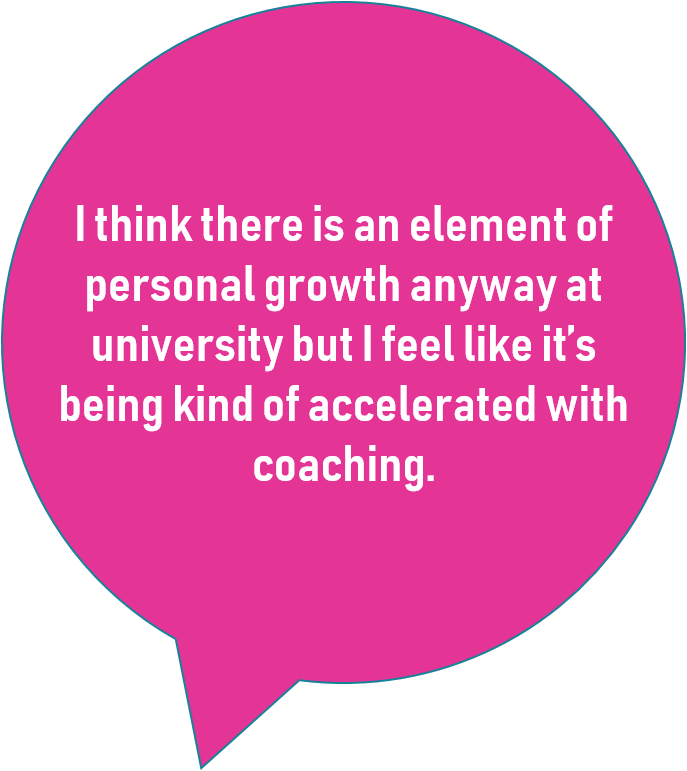 I think there is an element of
personal growth anyway at
university but I feel like it’s
being kind of accelerated with
coaching.